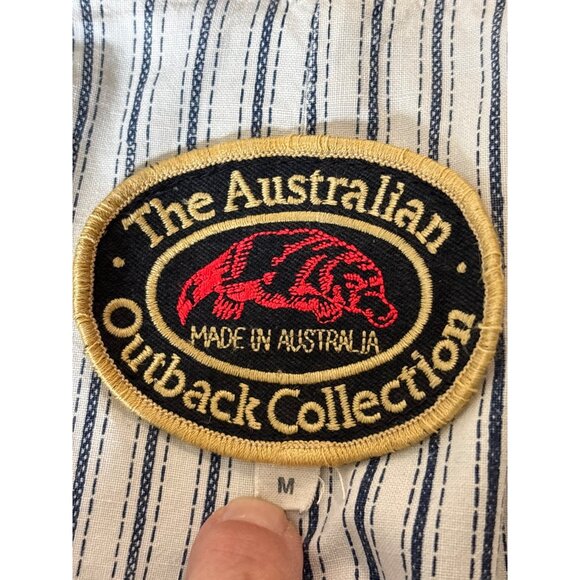 The Australian
MADE IN AUSTRALIA
Outback Collection
M